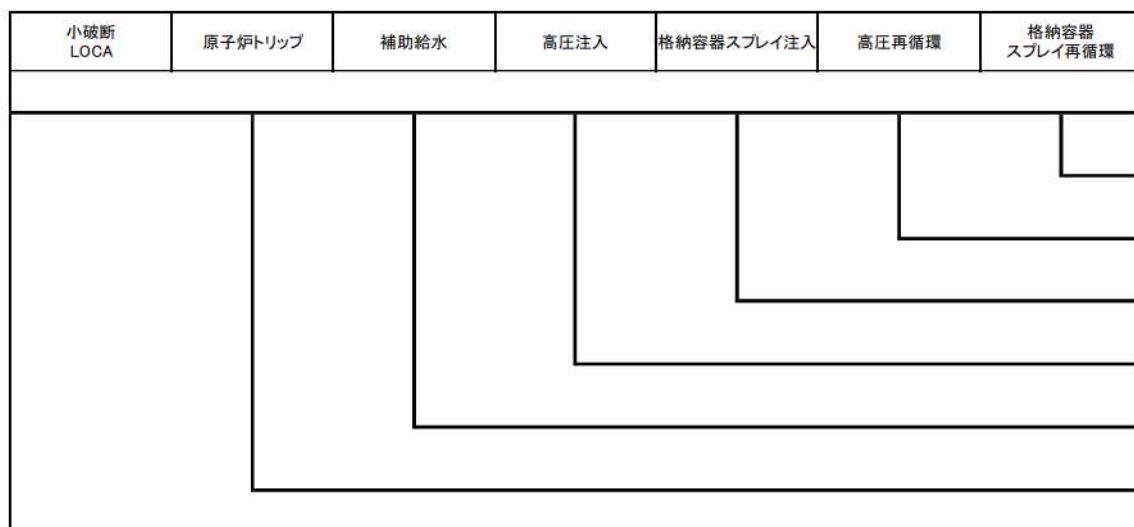 小破断
LOCA
原子炉トリップ
補助給水
高圧注入
格納容器スプレイ注入
高圧再循環
格納容器
スプレイ再循環